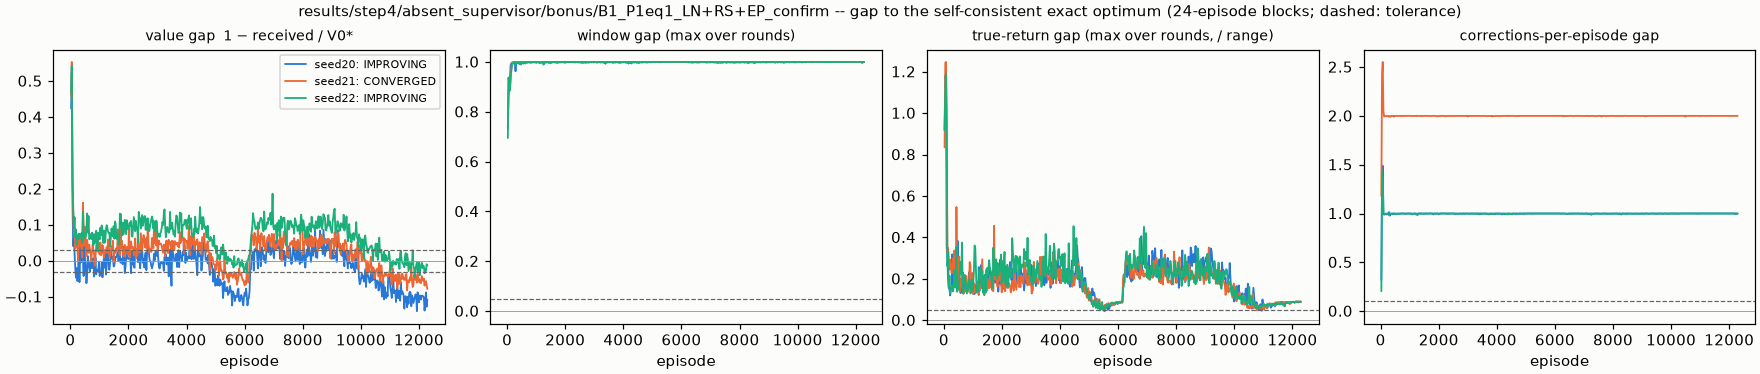 results/step4/absent_supervisor/bonus/B1_P1eq1_LN+RS+EP_confirm -- gap to the self-consistent exact optimum (24-episode blocks; dashed: tolerance)
value gap  1 − received / V0*
0.5
0.4
0.3
0.2
0.1
0.0
−0.1
seed20: IMPROVING
seed21: CONVERGED
seed22: IMPROVING
0 2000 4000 6000 8000 10000 12000
episode
window gap (max over rounds)
1.0
0.8
0.6
0.4
0.2
0.0
0 2000 4000 6000 8000 10000 12000
episode
true-return gap (max over rounds, / range)
1.2
1.0
0.8
0.6
0.4
0.2
0.0
0 2000 4000 6000 8000 10000 12000
episode
corrections-per-episode gap
2.5
2.0
1.5
1.0
0.5
0.0
0 2000 4000 6000 8000 10000 12000
episode